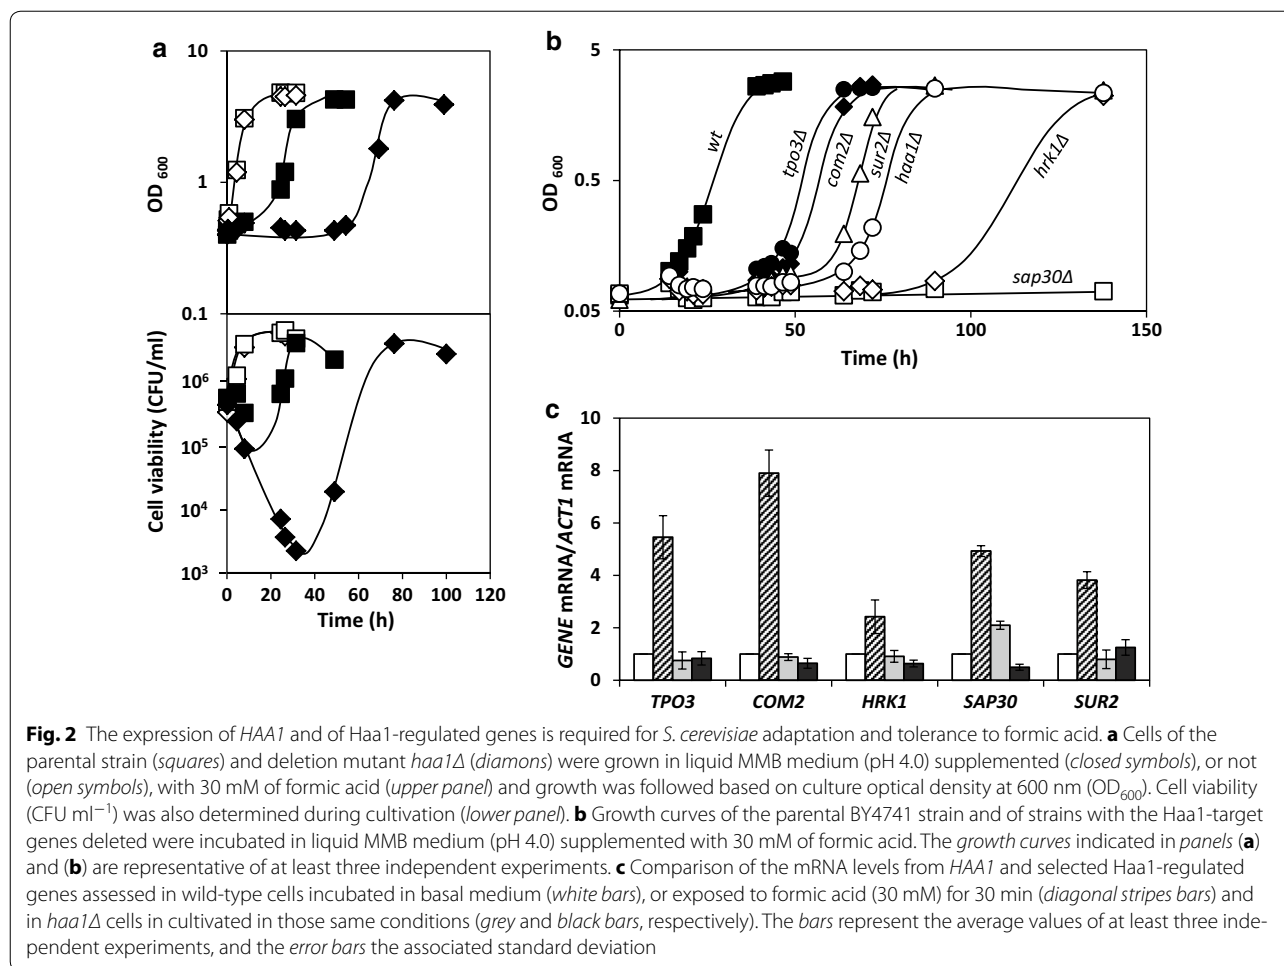 a
10
1
0.1
OD600
10⁶
10⁵
10⁴
10³
Cell viability (CFU/ml)
0 20 40 60 80 100 120
Time (h)
b
5
0.5
0.05
OD600
wt
tpo3Δ
com2Δ
sur2Δ
haa1Δ
hrk1Δ
sap30Δ
0 50 100 150
Time (h)
c
10
8
6
4
2
0
GENE mRNA/ACT1 mRNA
TPO3 COM2 HRK1 SAP30 SUR2
Fig. 2 The expression of HAA1 and of Haa1-regulated genes is required for S. cerevisiae adaptation and tolerance to formic acid. a Cells of the
parental strain (squares) and deletion mutant haa1Δ (diamons) were grown in liquid MMB medium (pH 4.0) supplemented (closed symbols), or not
(open symbols), with 30 mM of formic acid (upper panel) and growth was followed based on culture optical density at 600 nm (OD600). Cell viability
(CFU ml−1) was also determined during cultivation (lower panel). b Growth curves of the parental BY4741 strain and of strains with the Haa1-target
genes deleted were incubated in liquid MMB medium (pH 4.0) supplemented with 30 mM of formic acid. The growth curves indicated in panels (a)
and (b) are representative of at least three independent experiments. c Comparison of the mRNA levels from HAA1 and selected Haa1-regulated
genes assessed in wild-type cells incubated in basal medium (white bars), or exposed to formic acid (30 mM) for 30 min (diagonal stripes bars) and
in haa1Δ cells in cultivated in those same conditions (grey and black bars, respectively). The bars represent the average values of at least three inde-
pendent experiments, and the error bars the associated standard deviation